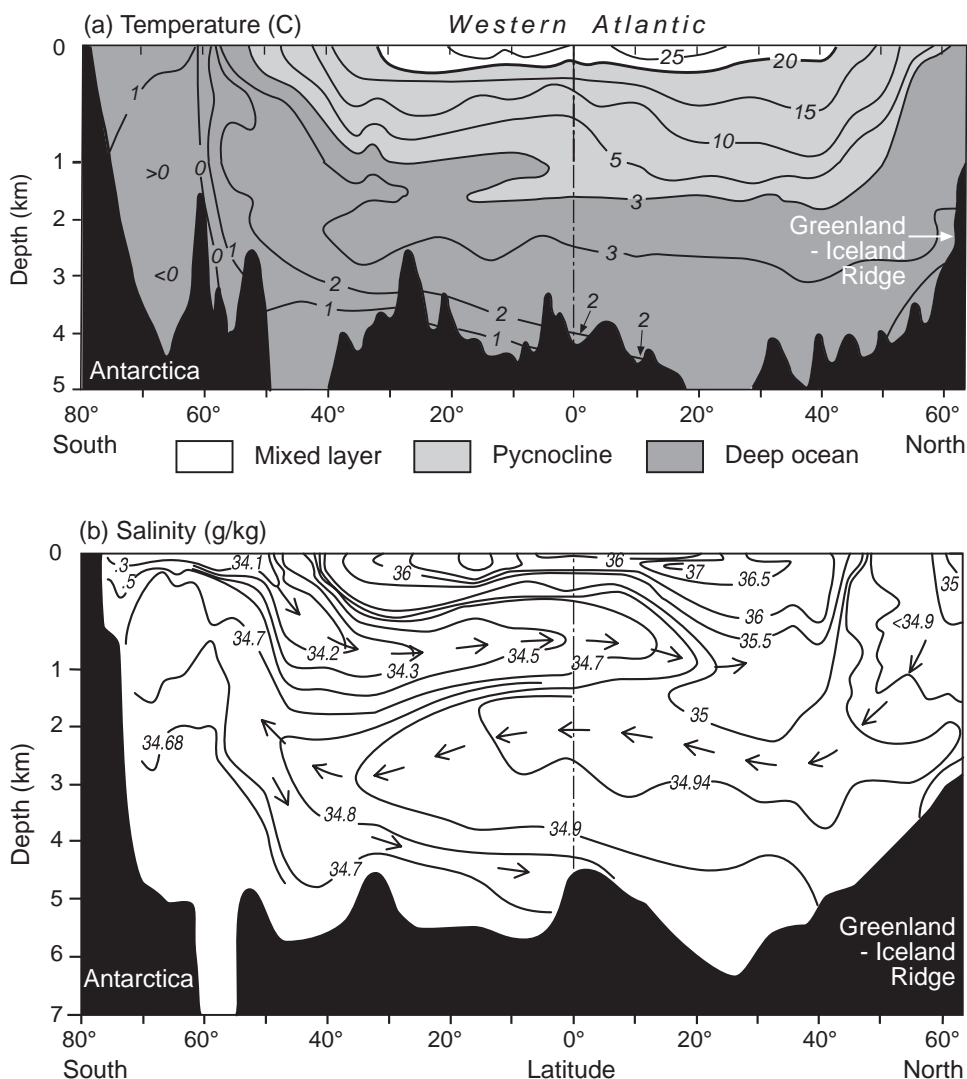 (a) Temperature (C) Western Atlantic
0 25 20
1 15
10
5
1 >0 0
3
2
Greenland
- Iceland
Ridge
Depth (km)
3 <0 0 1 3
2
1 2 2
4 1 2
Antarctica
5
80° 60° 40° 20° 0° 20° 40° 60°
South North
Mixed layer Pycnocline Deep ocean
(b) Salinity (g/kg)
0 .3 34.1 36 36 37 36.5
.5
36
<34.9 35
34.7 34.2 34.5 34.7 35.5
34.3
1
35
2
34.68
Depth (km)
3 34.94
34.8
34.9
4
34.7
5
Greenland
- Iceland
Ridge
6
Antarctica
7
80° 60° 40° 20° 0° 20° 40° 60°
South Latitude North